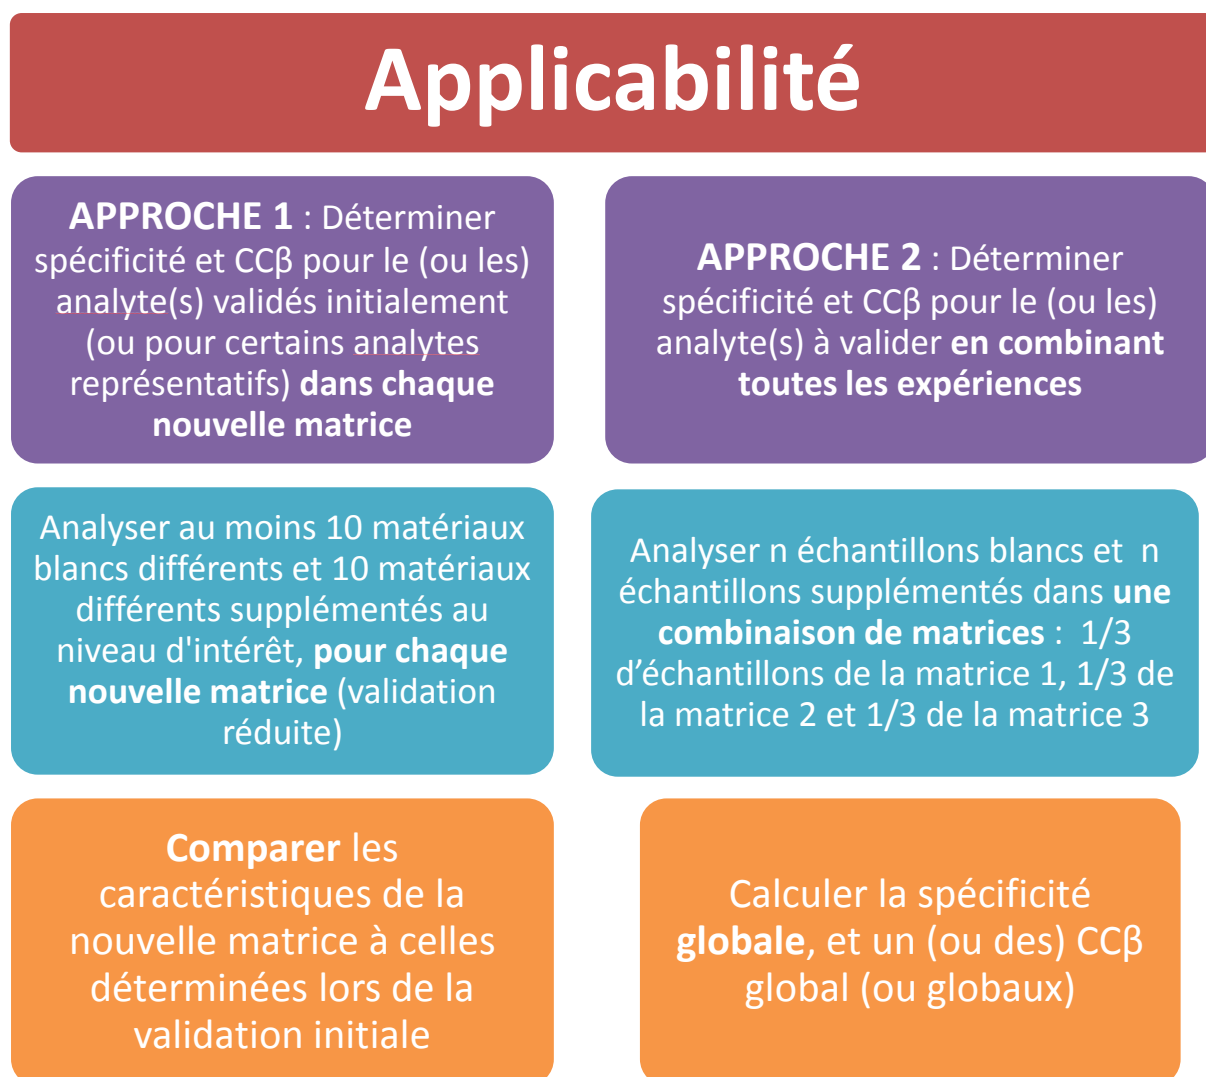 Applicabilité
APPROCHE 1 : Déterminer
spécificité et CCβ pour le (ou les)
analyte(s) validés initialement
(ou pour certains analytes
représentatifs) dans chaque
nouvelle matrice
APPROCHE 2 : Déterminer
spécificité et CCβ pour le (ou les)
analyte(s) à valider en combinant
toutes les expériences
Analyser au moins 10 matériaux
blancs différents et 10 matériaux
différents supplémentés au
niveau d'intérêt, pour chaque
nouvelle matrice (validation
réduite)
Analyser n échantillons blancs et  n
échantillons supplémentés dans une
combinaison de matrices :  1/3
d’échantillons de la matrice 1, 1/3 de
la matrice 2 et 1/3 de la matrice 3
Comparer les
caractéristiques de la
nouvelle matrice à celles
déterminées lors de la
validation initiale
Calculer la spécificité
globale, et un (ou des) CCβ
global (ou globaux)